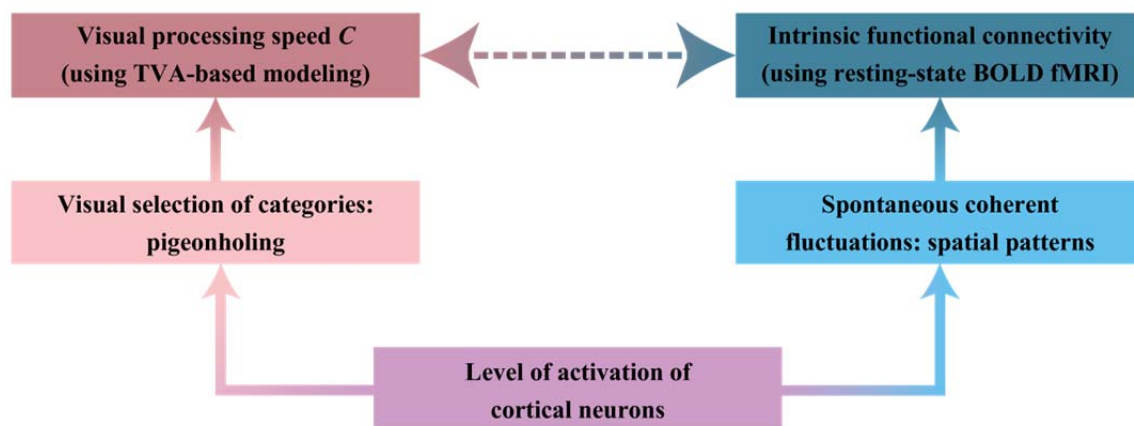 Visual processing speed C
(using TVA-based modeling)
Intrinsic functional connectivity
(using resting-state BOLD fMRI)
Visual selection of categories:
pigeonholing
Spontaneous coherent
fluctuations: spatial patterns
Level of activation of
cortical neurons